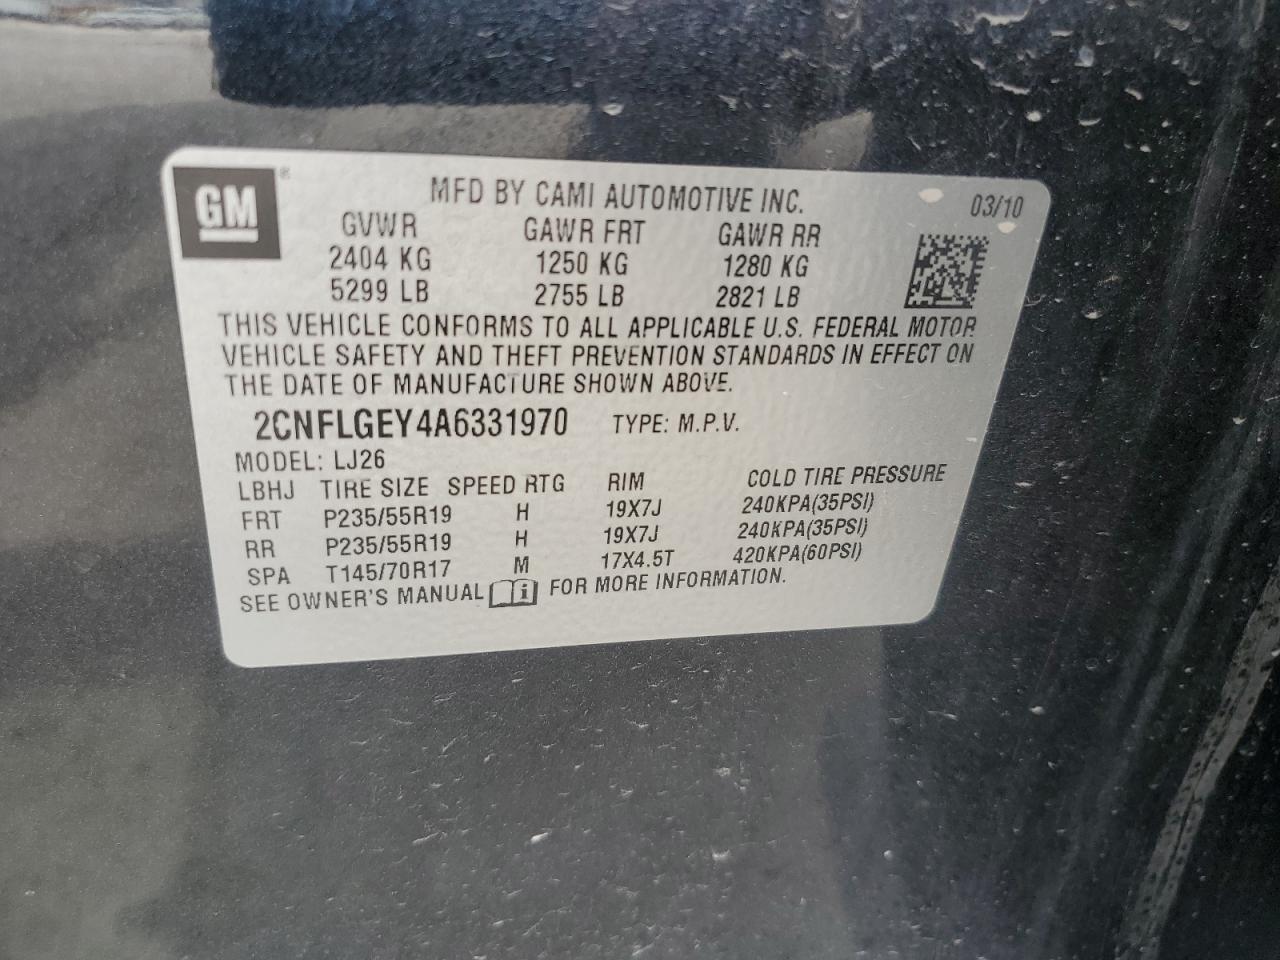 GM®
MFD BY CAMI AUTOMOTIVE INC. 03/10
GVWR GAWR FRT GAWR RR
2404 KG 1250 KG 1280 KG
5299 LB 2755 LB 2821 LB
THIS VEHICLE CONFORMS TO ALL APPLICABLE U.S. FEDERAL MOTOR
VEHICLE SAFETY AND THEFT PREVENTION STANDARDS IN EFFECT ON
THE DATE OF MANUFACTURE SHOWN ABOVE.
2CNFLGEY4A6331970 TYPE: M.P.V.
MODEL: LJ26
LBHJ TIRE SIZE SPEED RTG RIM COLD TIRE PRESSURE
FRT P235/55R19 H 19X7J 240KPA(35PSI)
RR P235/55R19 H 19X7J 240KPA(35PSI)
SPA T145/70R17 M 17X4.5T 420KPA(60PSI)
SEE OWNER'S MANUAL i FOR MORE INFORMATION.